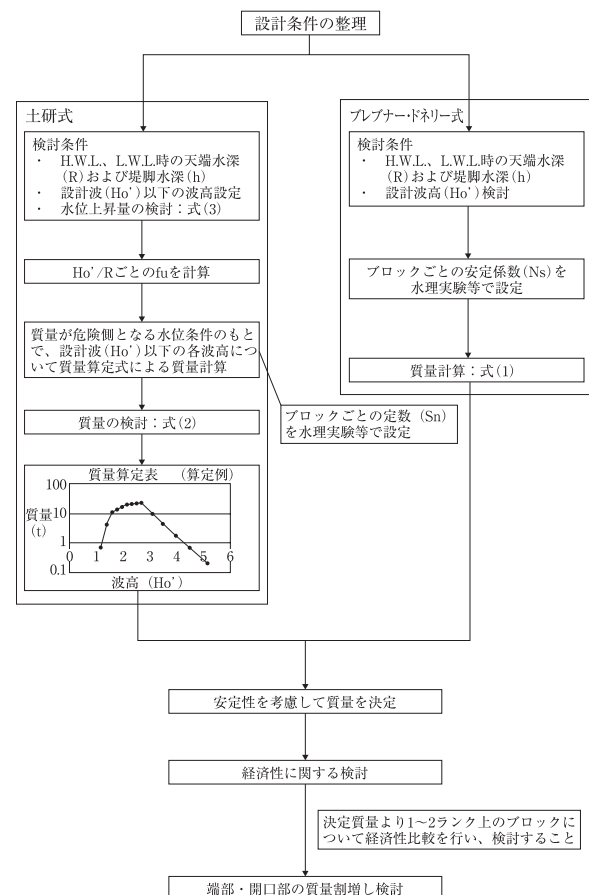 設計条件の整理
土研式
検討条件
・ H.W.L.、L.W.L.時の天端水深
(R)および堤脚水深(h)
・ 設計波(Ho’)以下の波高設定
・ 水位上昇量の検討：式(3)
Ho’/Rごとのfuを計算
質量が危険側となる水位条件のもと
で、設計波(Ho’)以下の各波高につ
いて質量算定式による質量計算
ブロックごとの定数（Sn）
を水理実験等で設定
質量の検討：式(2)
質量算定表 （算定例）
質量
(t)
100
10
1
0.1
0 1 2 3 4 5 6
波高（Ho’）
ブレブナー・ドネリー式
検討条件
・ H.W.L.、L.W.L.時の天端水深
(R)および堤脚水深(h)
・ 設計波高(Ho’)検討
ブロックごとの安定係数(Ns)を
水理実験等で設定
質量計算：式(1)
安定性を考慮して質量を決定
経済性に関する検討
決定質量より1～2ランク上のブロックに
ついて経済性比較を行い、検討すること
端部・開口部の質量割増し検討